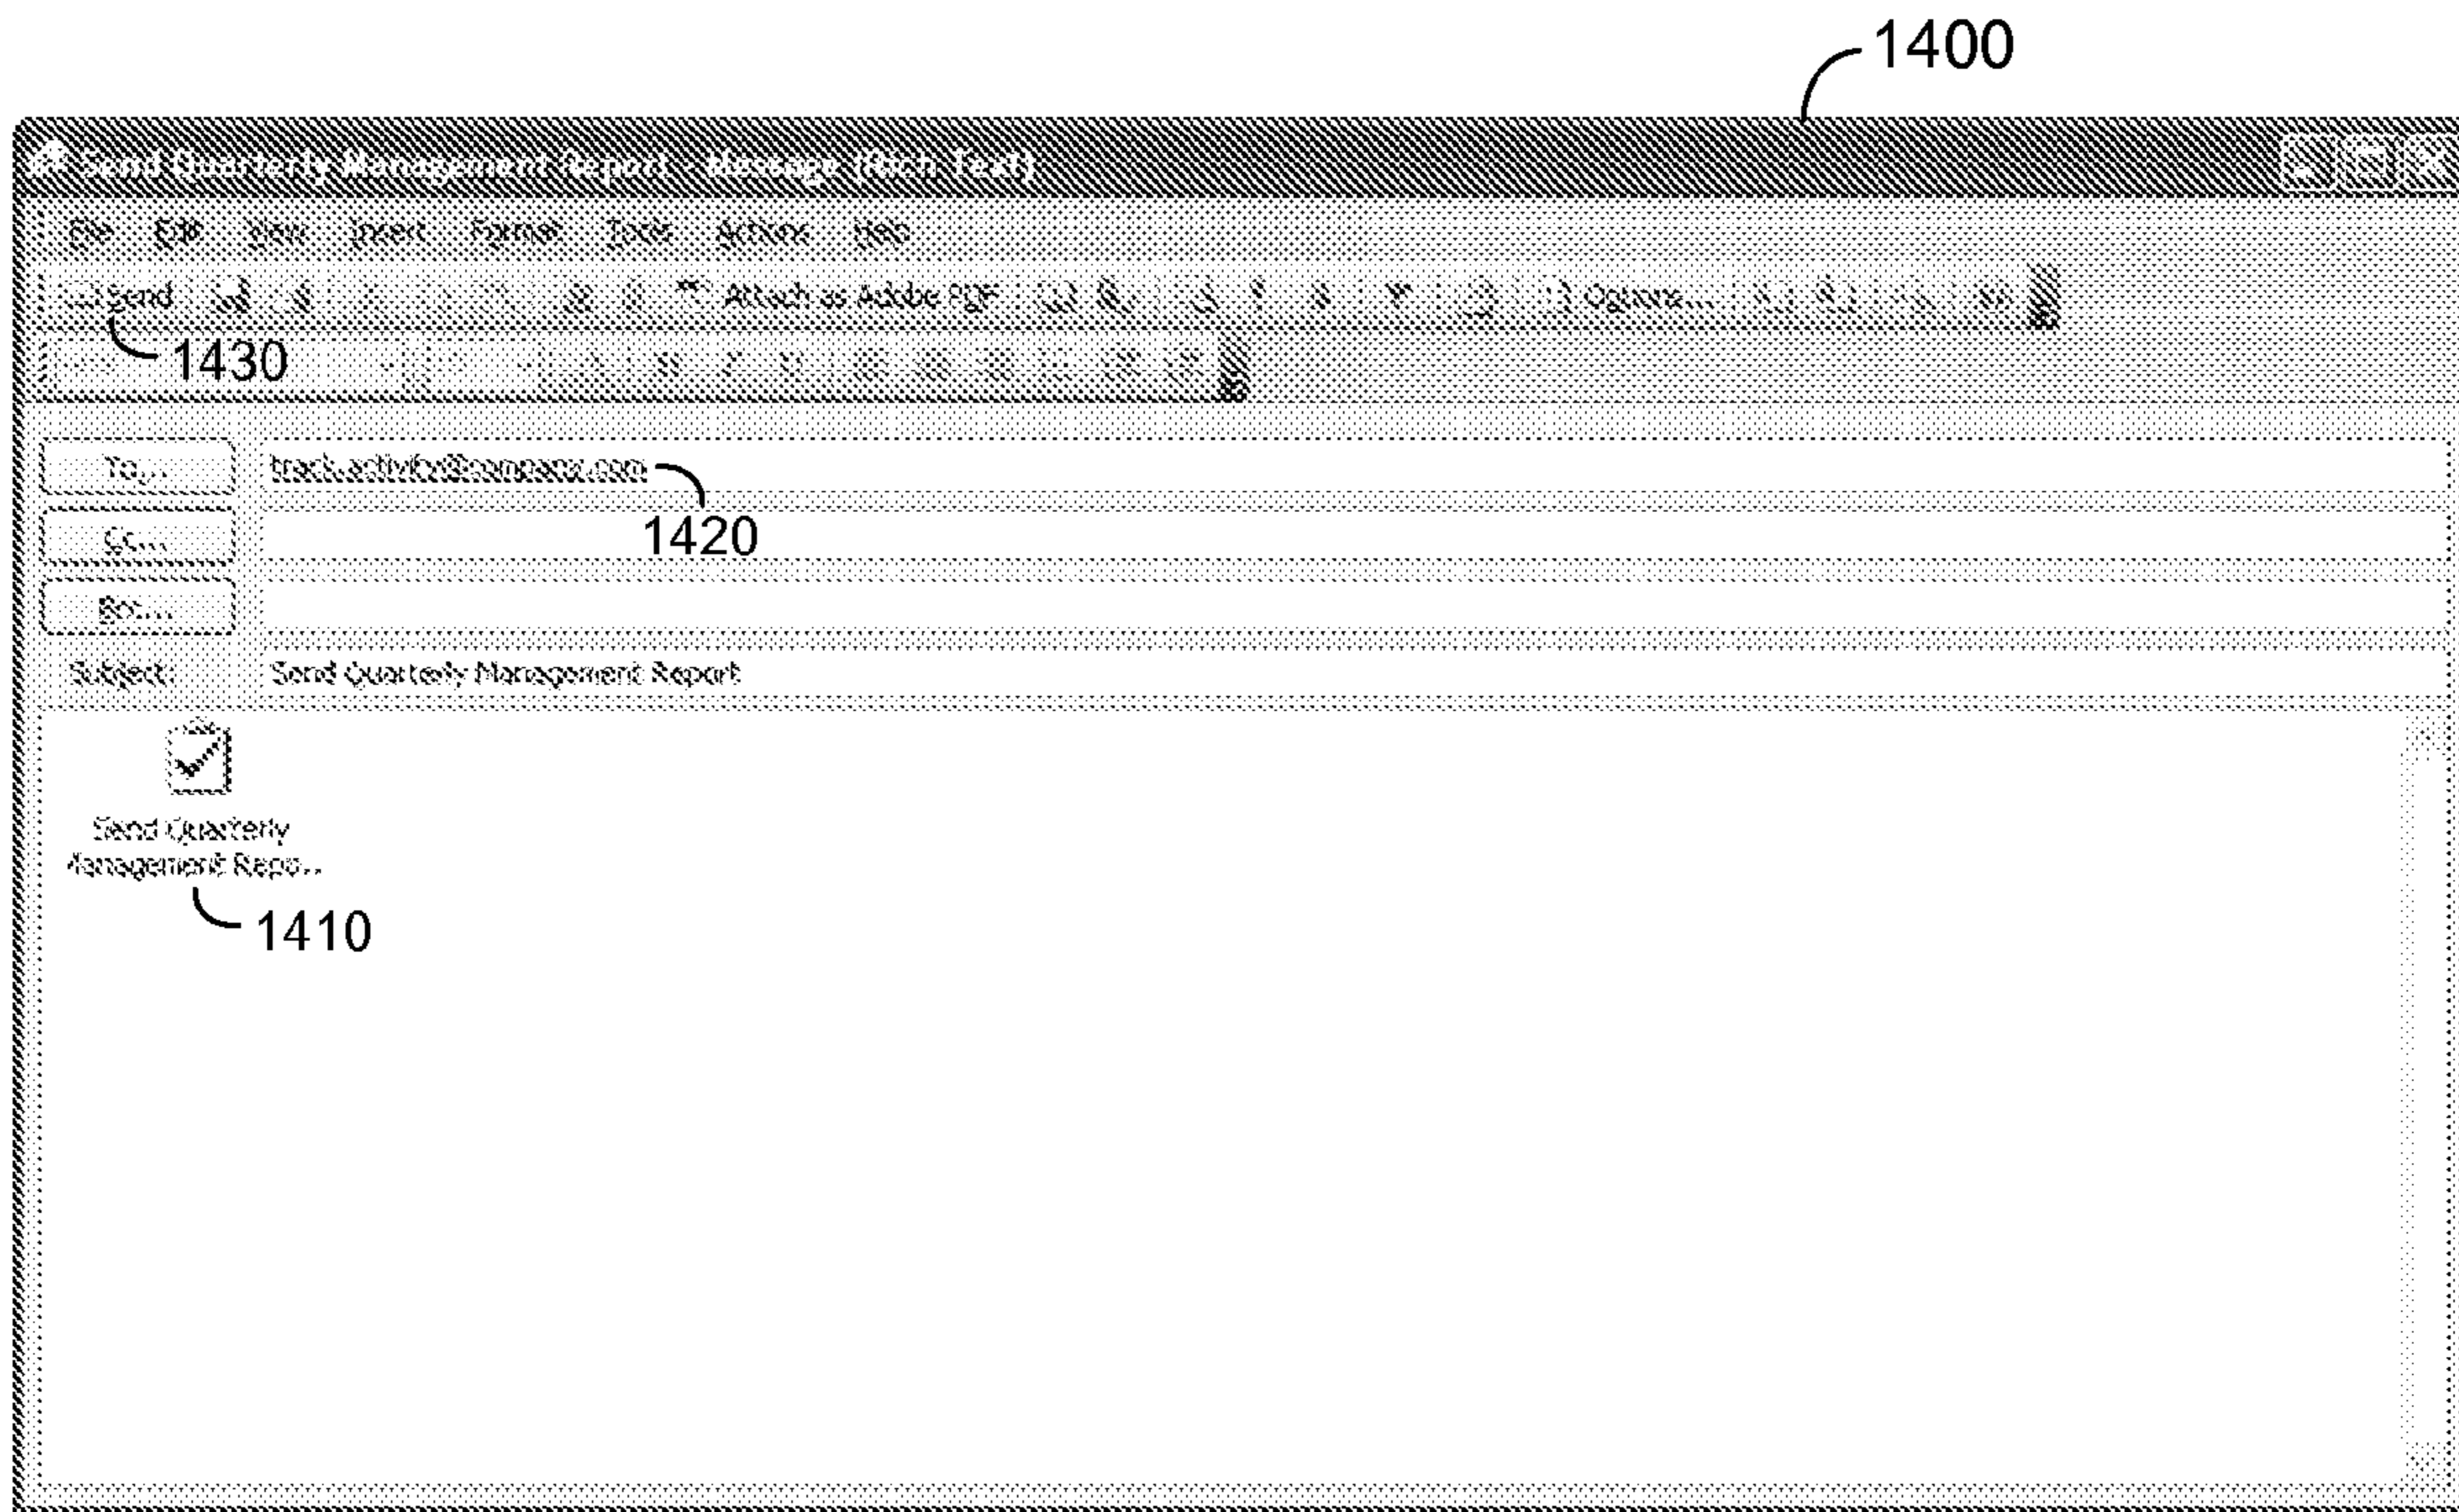 1400
Send Quarterly Management Report - Message (Rich Text)
File Edit View Insert Format Tools Actions Help
Send Attach as Adobe PDF Options...
1430
To... track.activity@company.com
1420
Cc...
Bcc...
Subject: Send Quarterly Management Report
Send Quarterly
Management Repo...
1410